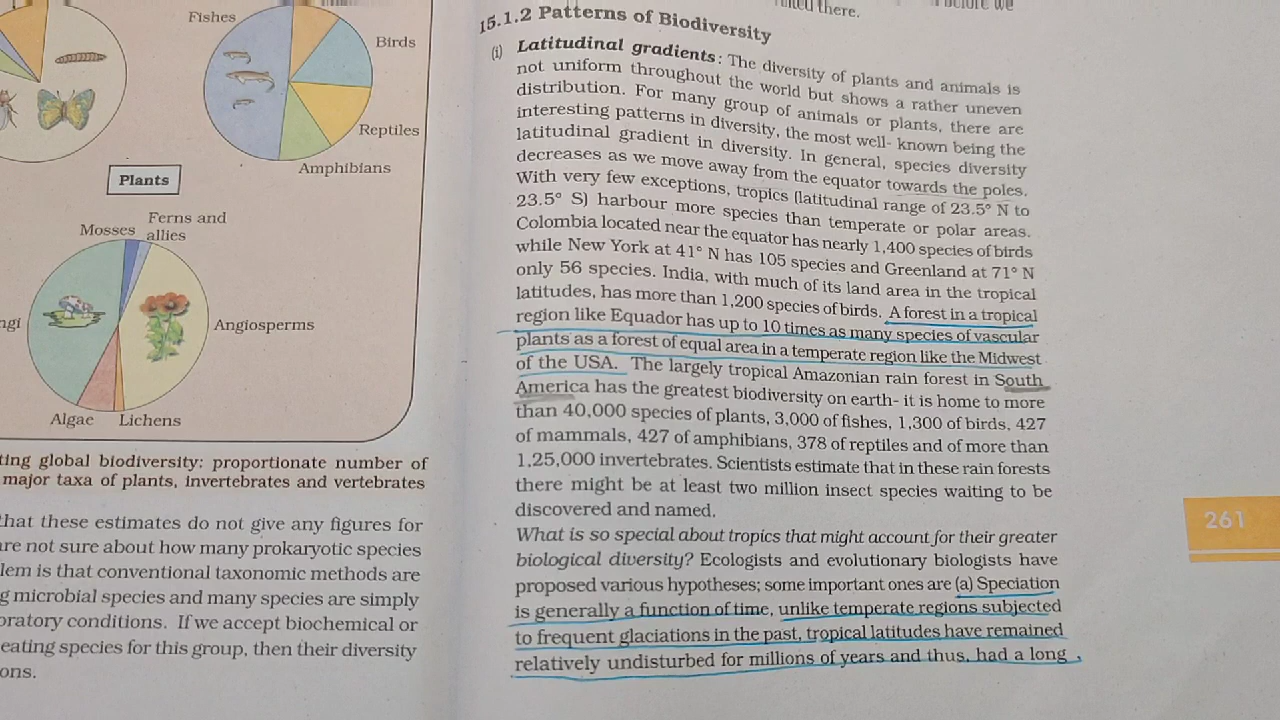 Fishes
Birds
Reptiles
Amphibians
Plants
Ferns and
Mosses allies
Angiosperms
Algae Lichens
global biodiversity: proportionate number of
major taxa of plants, invertebrates and vertebrates
that these estimates do not give any figures for
are not sure about how many prokaryotic species
is that conventional taxonomic methods are
microbial species and many species are simply
conditions. If we accept biochemical or
species for this group, then their diversity
there.
we
15.1.2 Patterns of Biodiversity
(i) Latitudinal gradients: The diversity of plants and animals is
not uniform throughout the world but shows a rather uneven
distribution. For many group of animals or plants, there are
interesting patterns in diversity, the most well- known being the
latitudinal gradient in diversity. In general, species diversity
decreases as we move away from the equator towards the poles.
With very few exceptions, tropics (latitudinal range of 23.5° N to
23.5° S) harbour more species than temperate or polar areas.
Colombia located near the equator has nearly 1,400 species of birds
while New York at 41° N has 105 species and Greenland at 71° N
only 56 species. India, with much of its land area in the tropical
latitudes, has more than 1,200 species of birds. A forest in a tropical
region like Equador has up to 10 times as many species of vascular
plants as a forest of equal area in a temperate region like the Midwest
of the USA. The largely tropical Amazonian rain forest in South
America has the greatest biodiversity on earth- it is home to more
than 40,000 species of plants, 3,000 of fishes, 1,300 of birds, 427
of mammals, 427 of amphibians, 378 of reptiles and of more than
1,25,000 invertebrates. Scientists estimate that in these rain forests
there might be at least two million insect species waiting to be
discovered and named.
What is so special about tropics that might account for their greater
biological diversity? Ecologists and evolutionary biologists have
proposed various hypotheses; some important ones are (a) Speciation
is generally a function of time, unlike temperate regions subjected
to frequent glaciations in the past, tropical latitudes have remained
relatively undisturbed for millions of years and thus, had a long
261